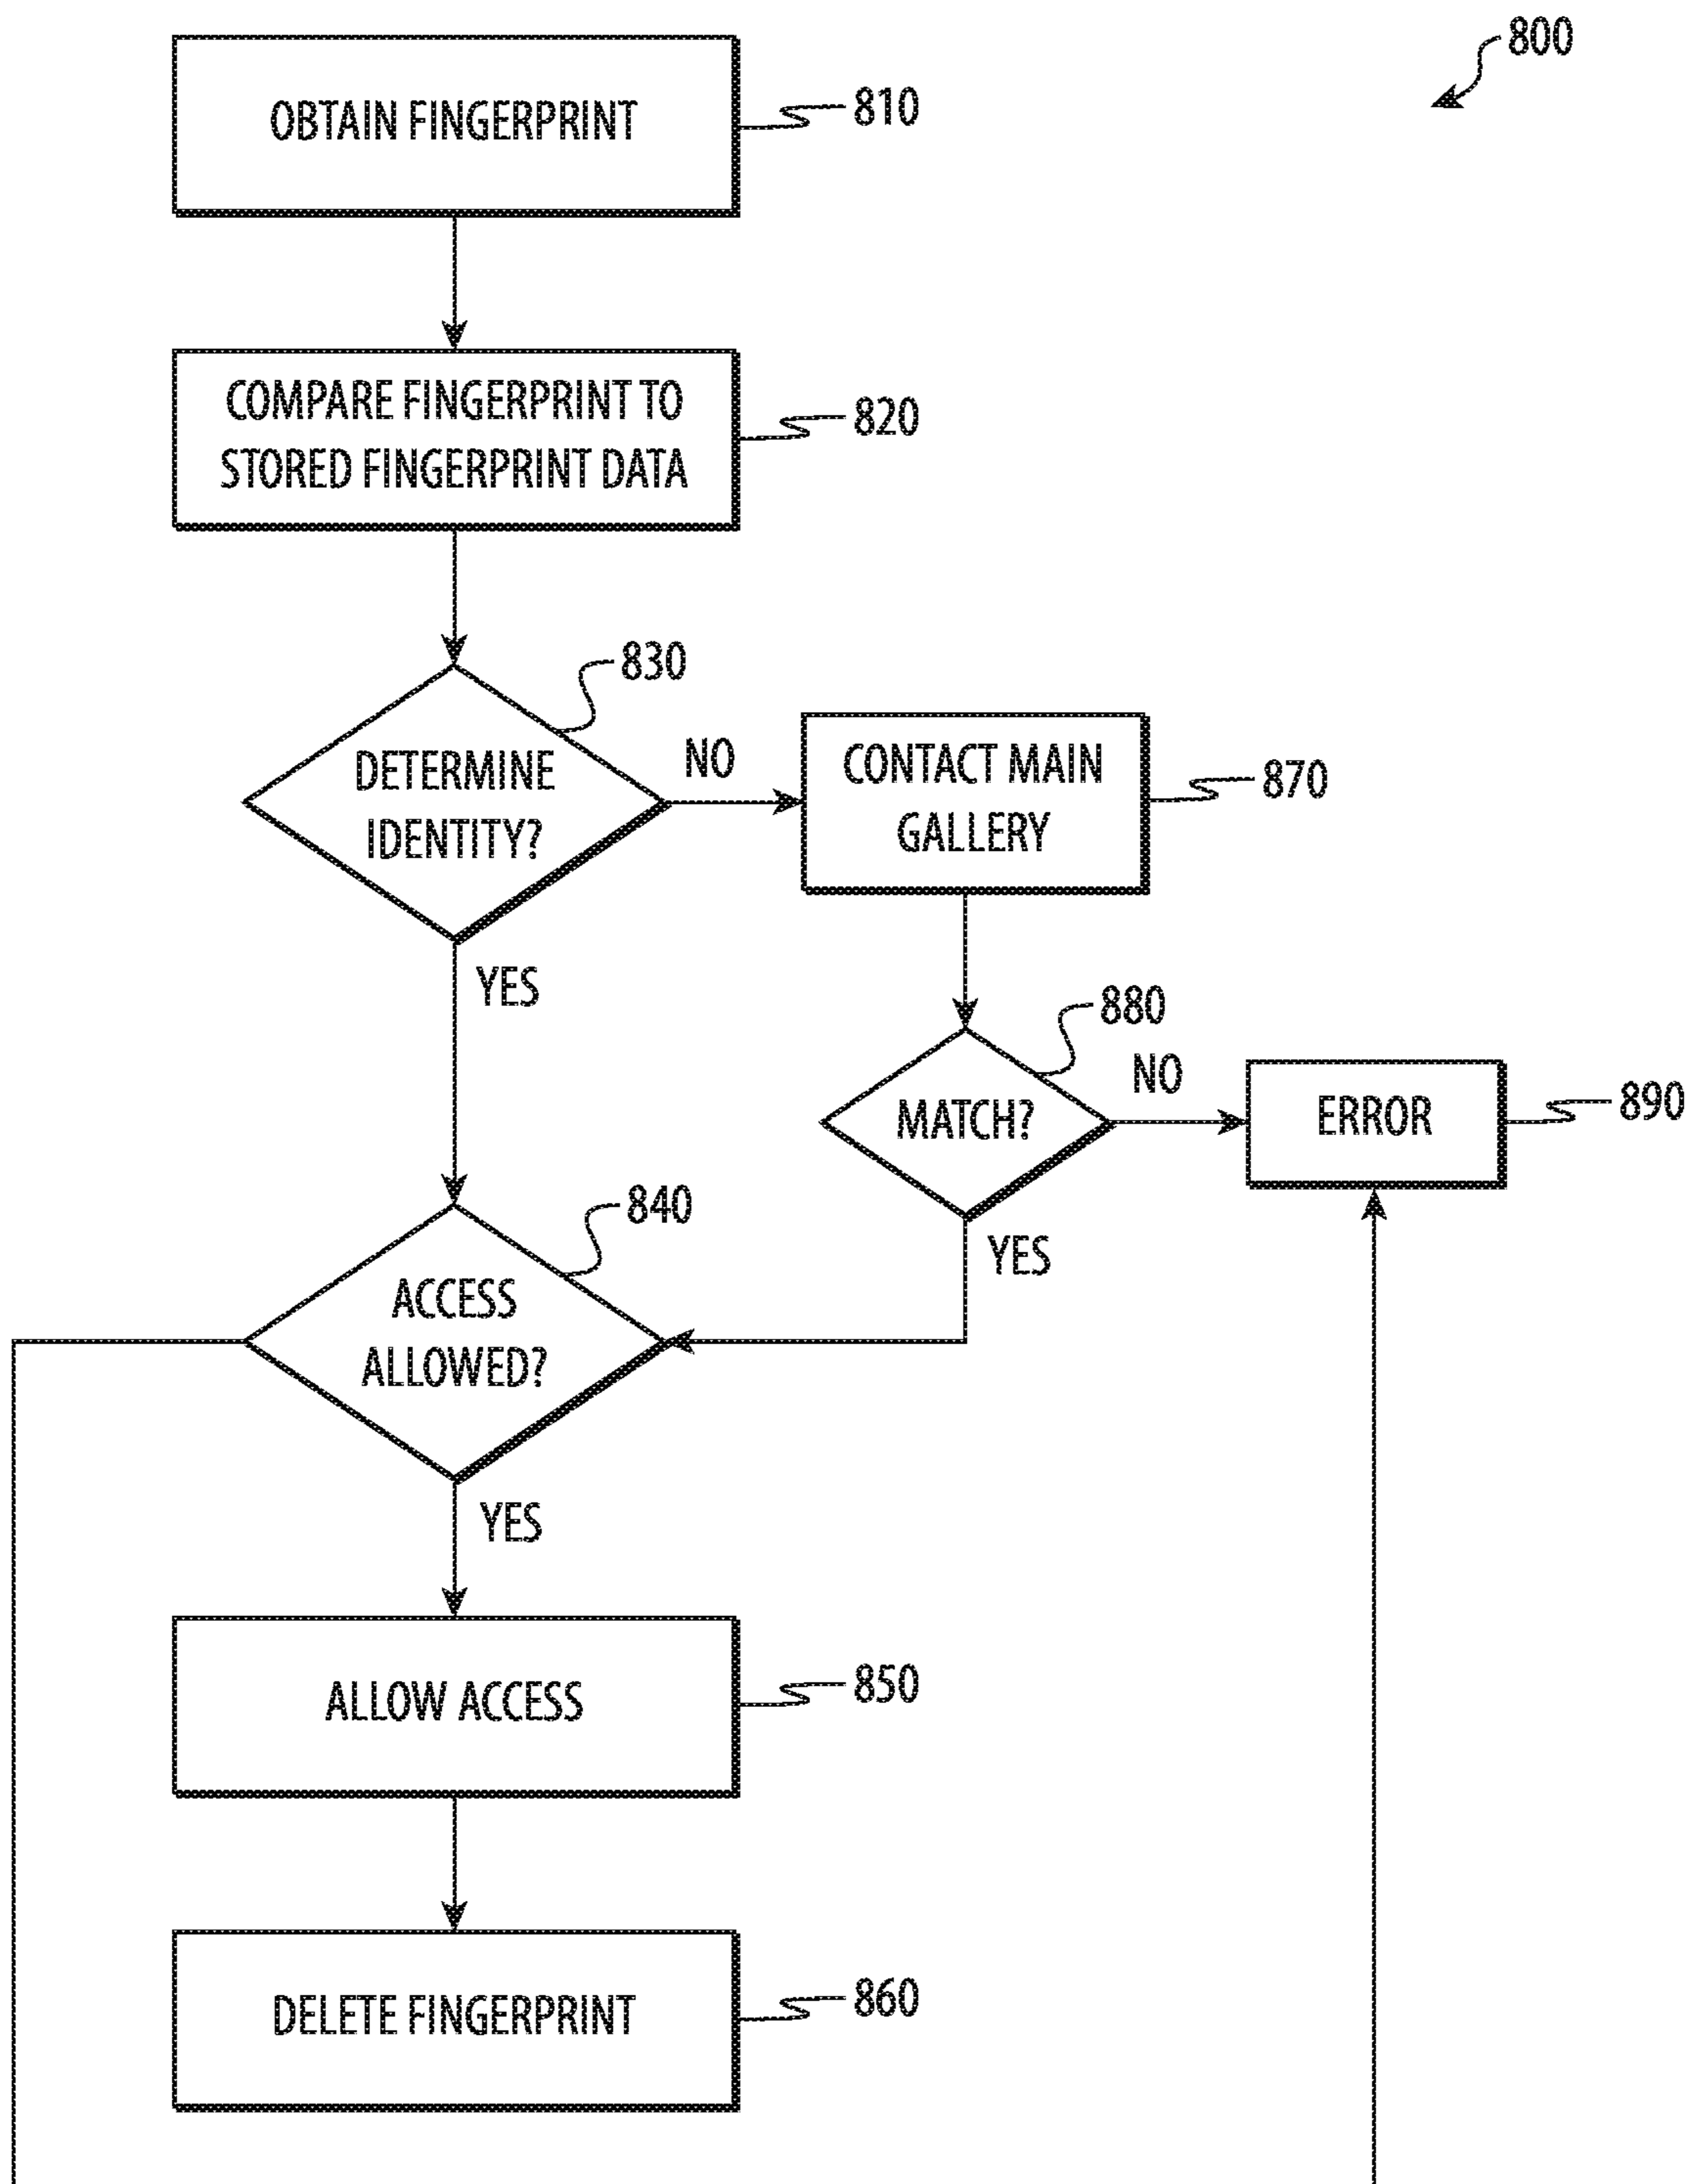 800
OBTAIN FINGERPRINT
810
COMPARE FINGERPRINT TO
STORED FINGERPRINT DATA
820
830
DETERMINE
IDENTITY?
NO
CONTACT MAIN
GALLERY
870
YES
880
MATCH?
NO
ERROR
890
YES
840
ACCESS
ALLOWED?
YES
ALLOW ACCESS
850
DELETE FINGERPRINT
860